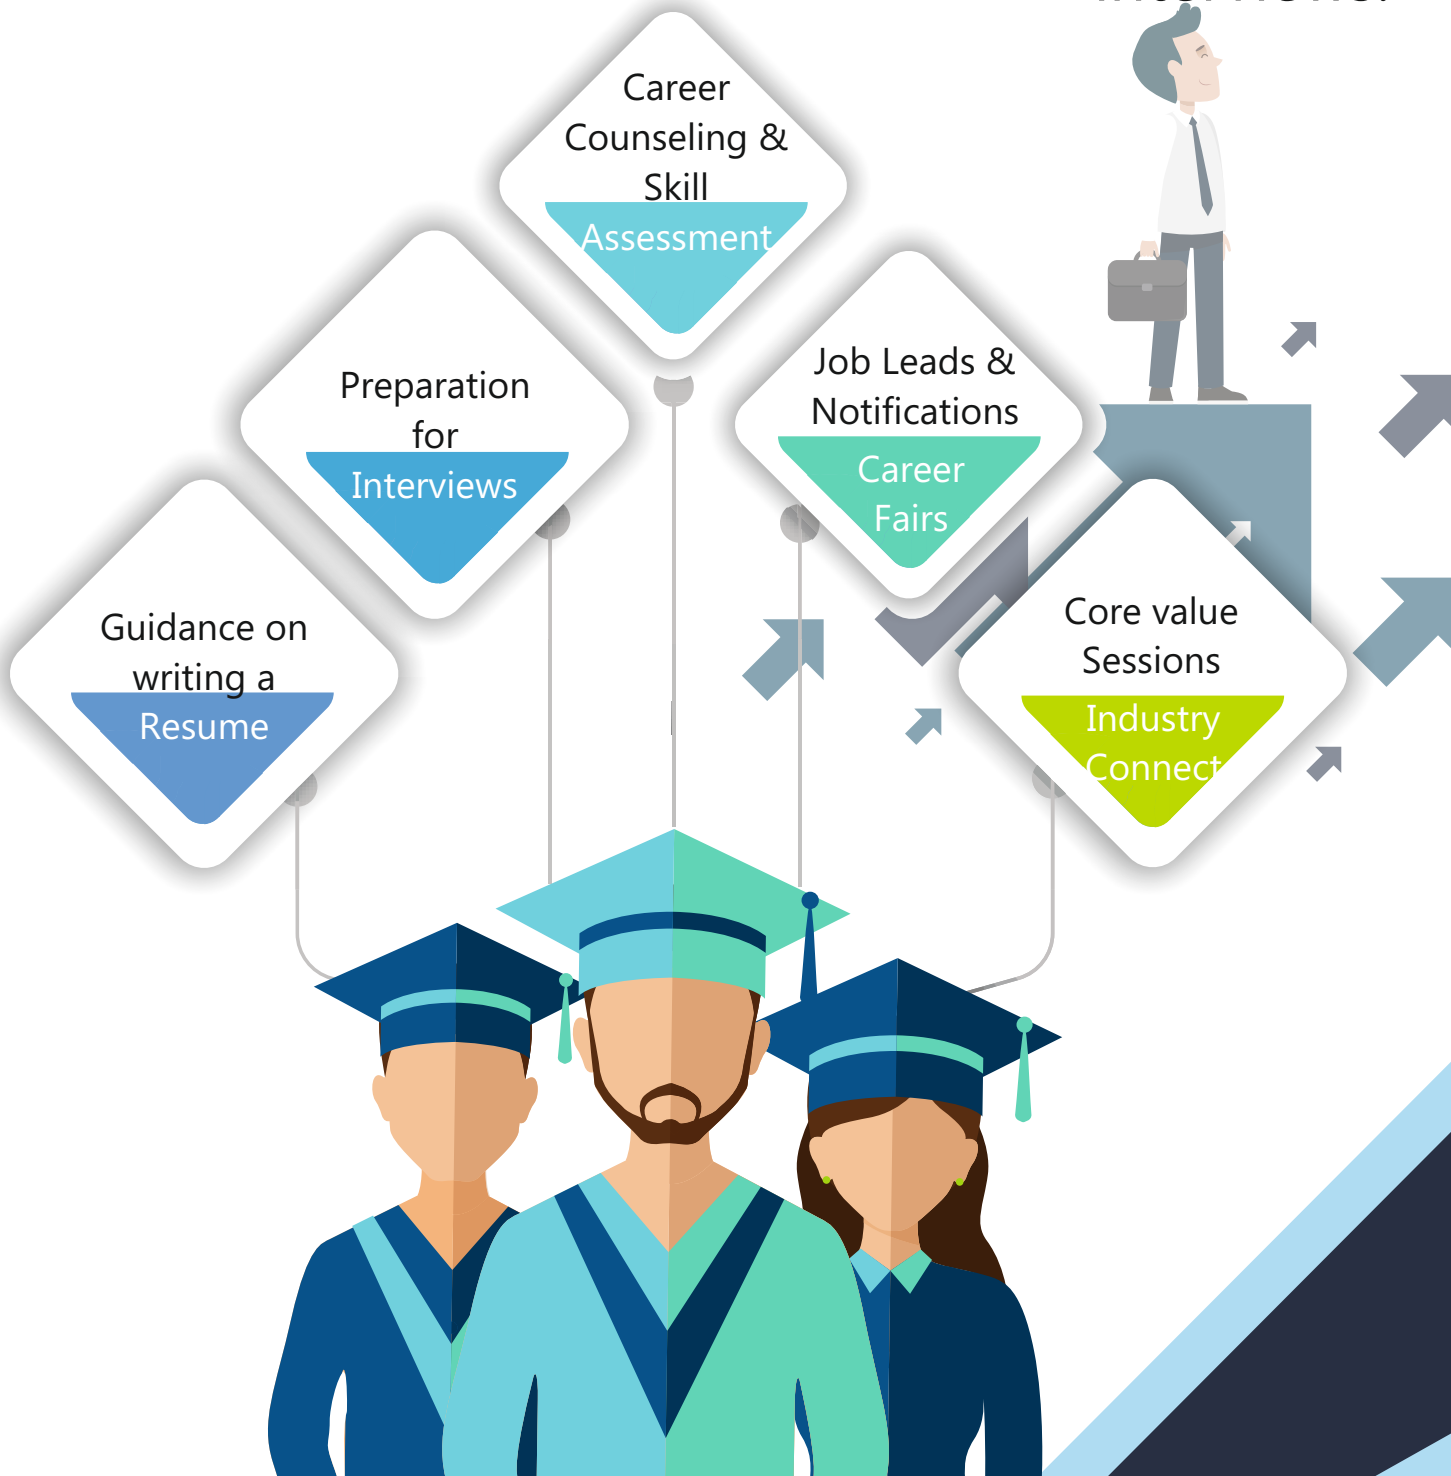 Career
Counseling &
Skill
Assessment
Preparation
for
Interviews
Job Leads &
Notifications
Career
Fairs
Guidance on
writing a
Resume
Core value
Sessions
Industry
Connect